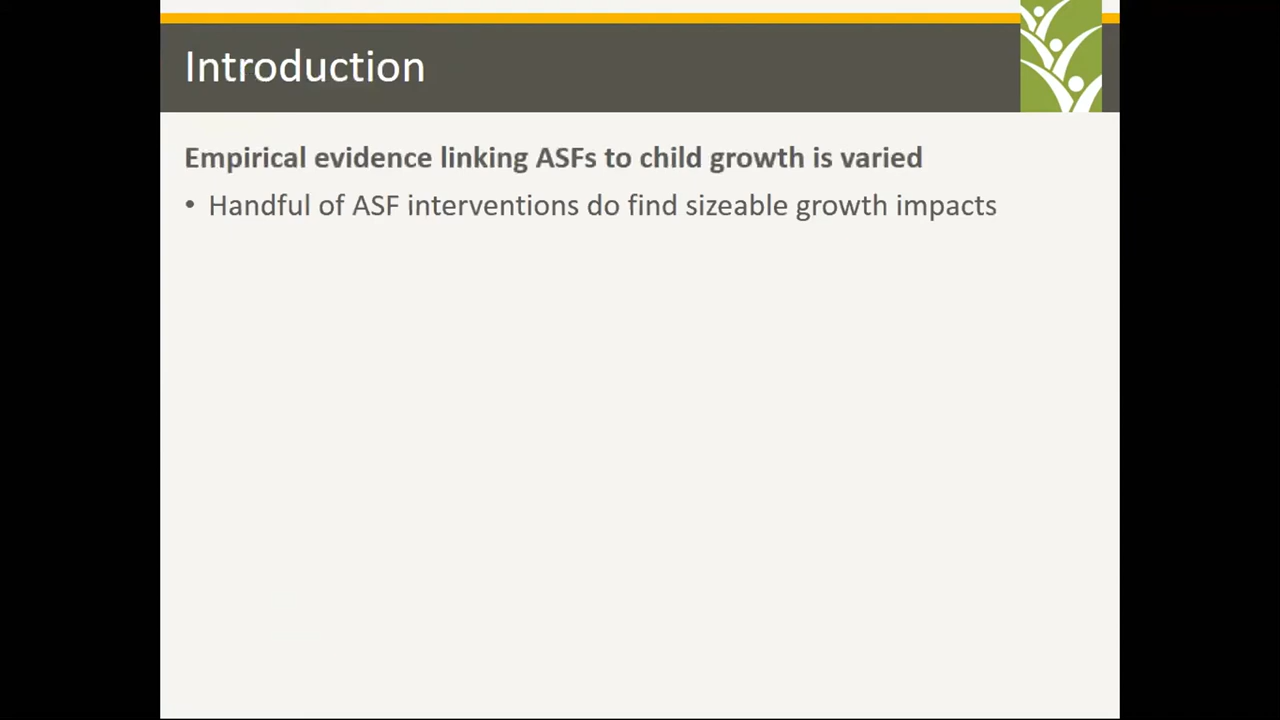 Introduction
Empirical evidence linking ASFs to child growth is varied
• Handful of ASF interventions do find sizeable growth impacts